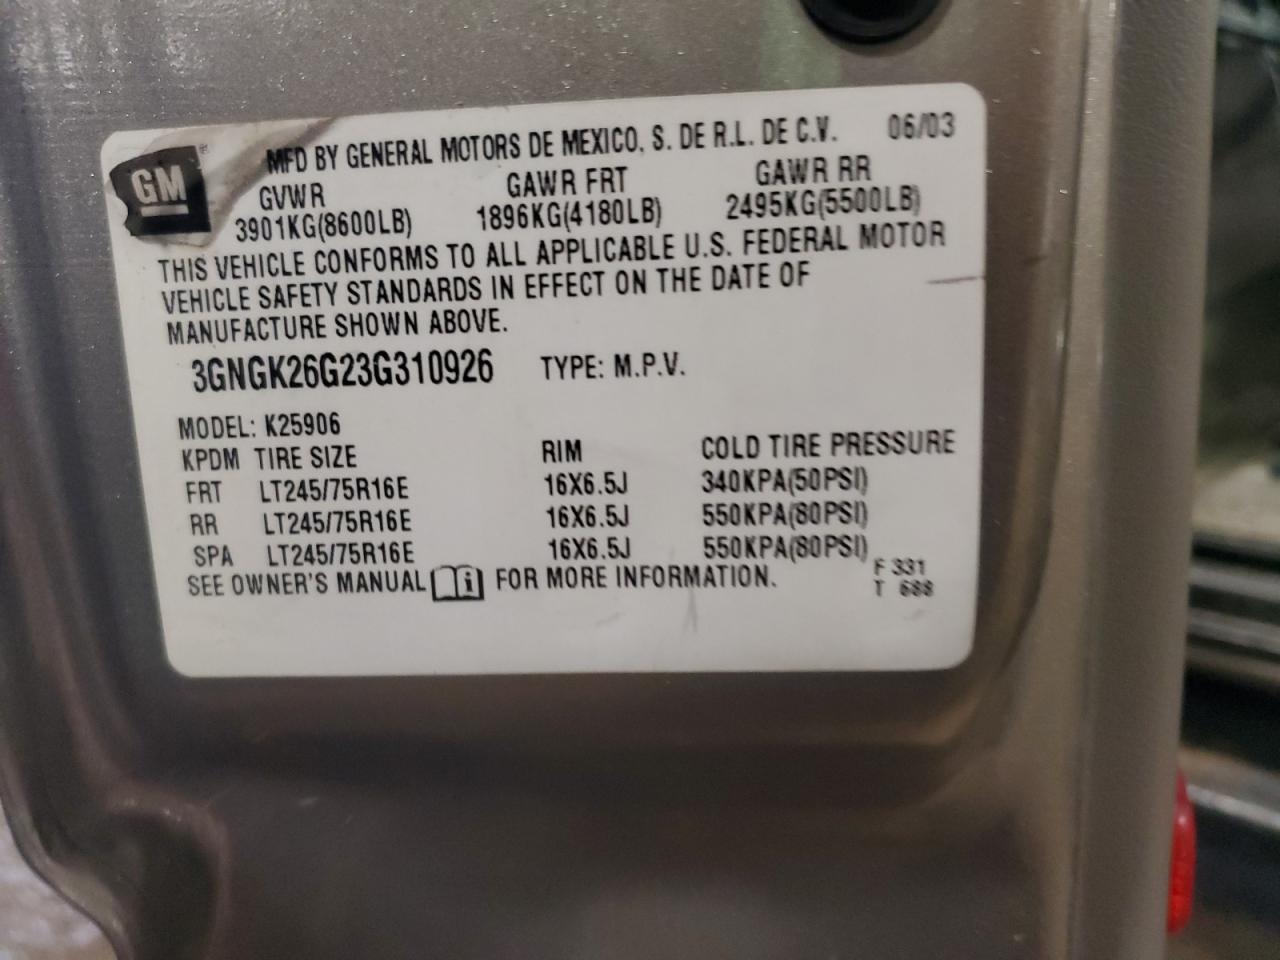 GM
MFD BY GENERAL MOTORS DE MEXICO, S. DE R.L. DE C.V. 06/03
GVWR GAWR FRT GAWR RR
3901KG(8600LB) 1896KG(4180LB) 2495KG(5500LB)
THIS VEHICLE CONFORMS TO ALL APPLICABLE U.S. FEDERAL MOTOR
VEHICLE SAFETY STANDARDS IN EFFECT ON THE DATE OF
MANUFACTURE SHOWN ABOVE.
3GNGK26G23G310926 TYPE: M.P.V.
MODEL: K25906
KPDM TIRE SIZE RIM COLD TIRE PRESSURE
FRT LT245/75R16E 16X6.5J 340KPA(50PSI)
RR LT245/75R16E 16X6.5J 550KPA(80PSI)
SPA LT245/75R16E 16X6.5J 550KPA(80PSI)
SEE OWNER'S MANUAL i FOR MORE INFORMATION.
F 331
T 688